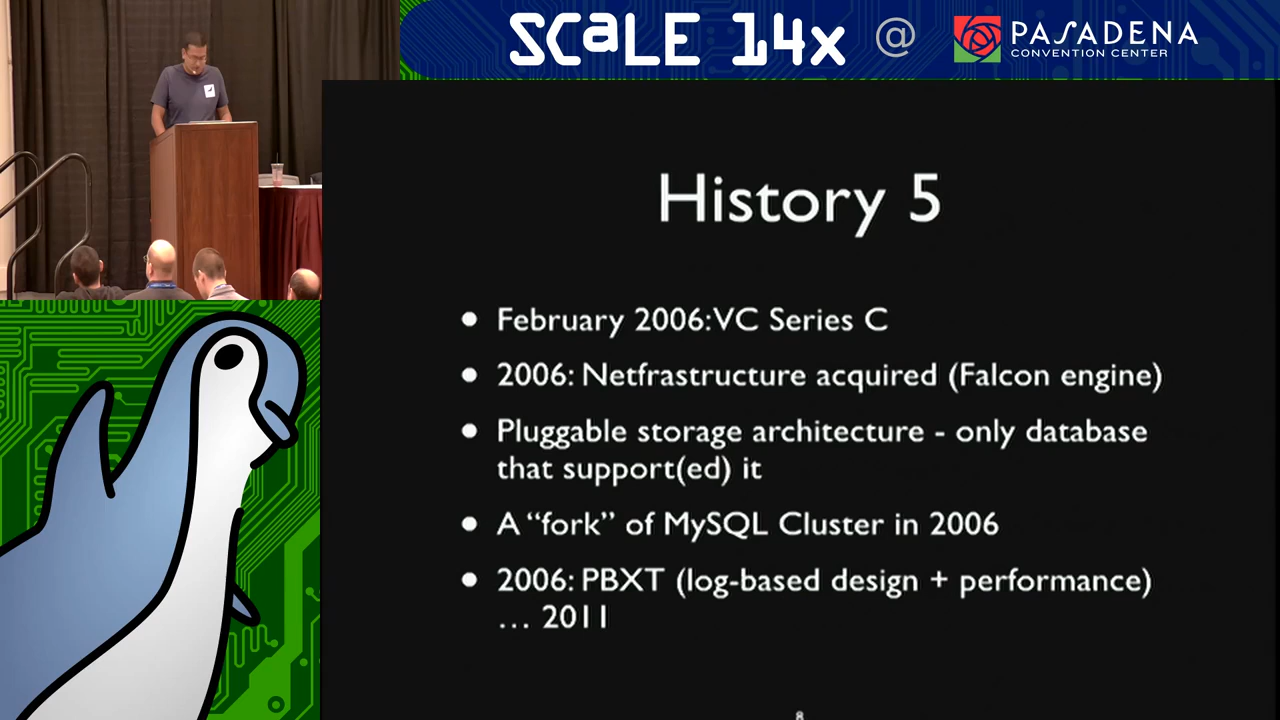 SCaLE 14x @ PASADENA
CONVENTION CENTER
History 5
• February 2006: VC Series C
• 2006: Netfrastructure acquired (Falcon engine)
• Pluggable storage architecture - only database
that support(ed) it
• A “fork” of MySQL Cluster in 2006
• 2006: PBXT (log-based design + performance)
… 2011
8